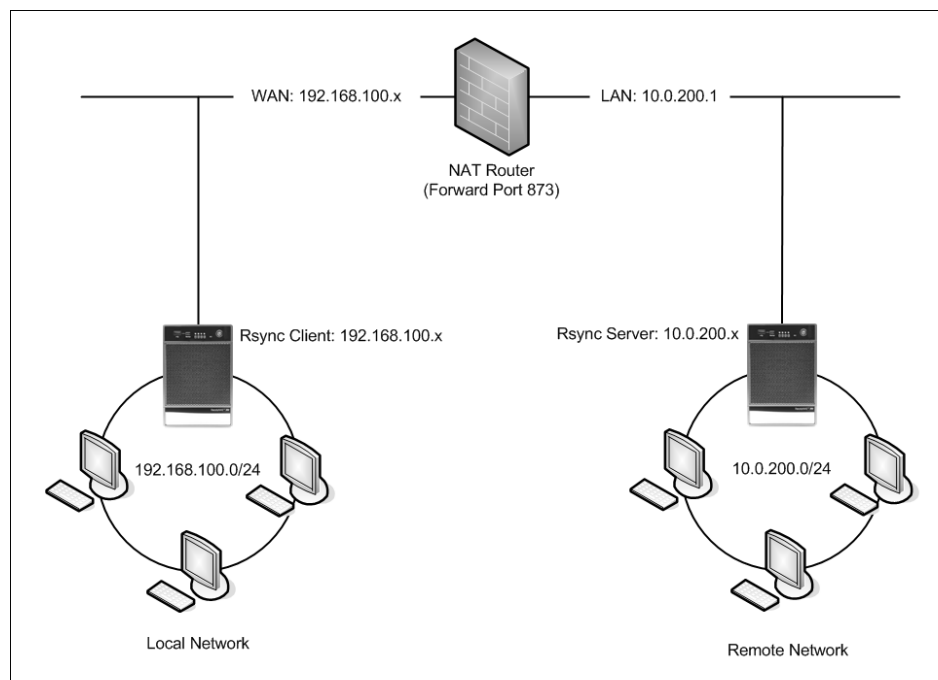 WAN: 192.168.100.x
LAN: 10.0.200.1
NAT Router
(Forward Port 873)
Rsync Client: 192.168.100.x
Rsync Server: 10.0.200.x
192.168.100.0/24
10.0.200.0/24
Local Network
Remote Network